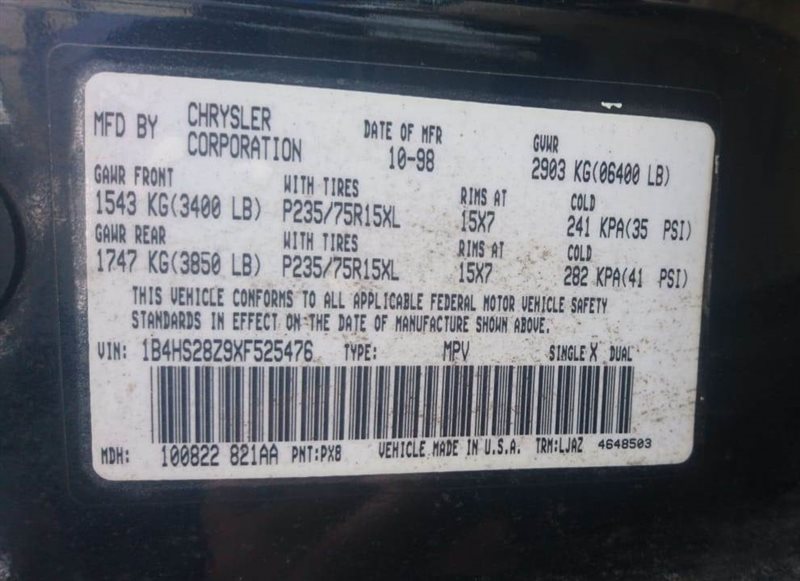 MFD BY CHRYSLER CORPORATION DATE OF MFR 10-98 GVWR 2903 KG(06400 LB)
GAWR FRONT WITH TIRES RIMS AT COLD
1543 KG(3400 LB) P235/75R15XL 15X7 241 KPA(35 PSI)
GAWR REAR WITH TIRES RIMS AT COLD
1747 KG(3850 LB) P235/75R15XL 15X7 282 KPA(41 PSI)
THIS VEHICLE CONFORMS TO ALL APPLICABLE FEDERAL MOTOR VEHICLE SAFETY
STANDARDS IN EFFECT ON THE DATE OF MANUFACTURE SHOWN ABOVE.
VIN: 1B4HS28Z9XF525476 TYPE: MPV SINGLE X DUAL
MDH: 100822 821AA PNT:PX8 VEHICLE MADE IN U.S.A. TRM:LJAZ 4648503